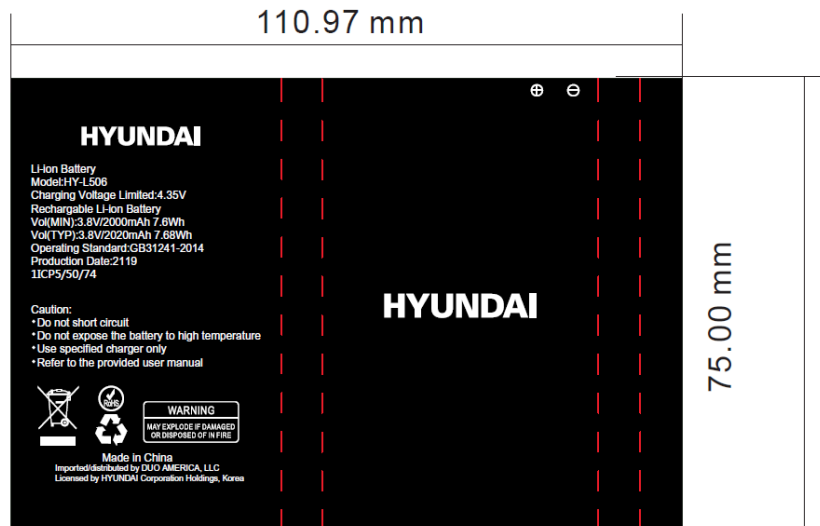 110.97 mm
HYUNDAI
Li-Ion Battery
Model:HY-L506
Charging Voltage Limited:4.35V
Rechargable Li-Ion Battery
Vol(MIN):3.8V/2000mAh 7.6Wh
Vol(TYP):3.8V/2020mAh 7.68Wh
Operating Standard:GB31241-2014
Production Date:2119
1ICP5/50/74
Caution:
•Do not short circuit
•Do not expose the battery to high temperature
•Use specified charger only
•Refer to the provided user manual
RoHS
WARNING
MAY EXPLODE IF DAMAGED
OR DISPOSED OF IN FIRE
Made in China
Imported/distributed by DUO AMERICA, LLC
Licensed by HYUNDAI Corporation Holdings, Korea
⊕ ⊖
HYUNDAI
75.00 mm